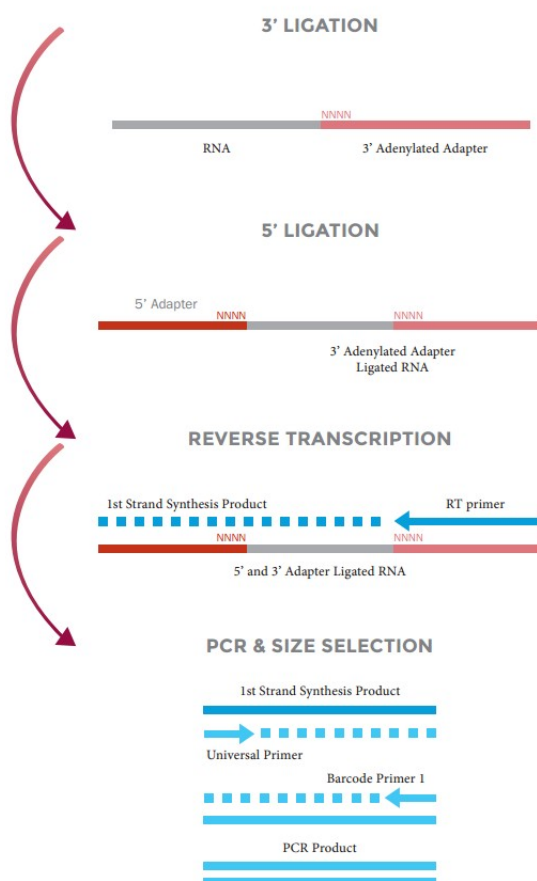 3' LIGATION
NNNN
RNA
3' Adenylated Adapter
5' LIGATION
5' Adapter
NNNN
NNNN
3' Adenylated Adapter
Ligated RNA
REVERSE TRANSCRIPTION
1st Strand Synthesis Product
RT primer
NNNN
NNNN
5' and 3' Adapter Ligated RNA
PCR & SIZE SELECTION
1st Strand Synthesis Product
Universal Primer
Barcode Primer 1
PCR Product